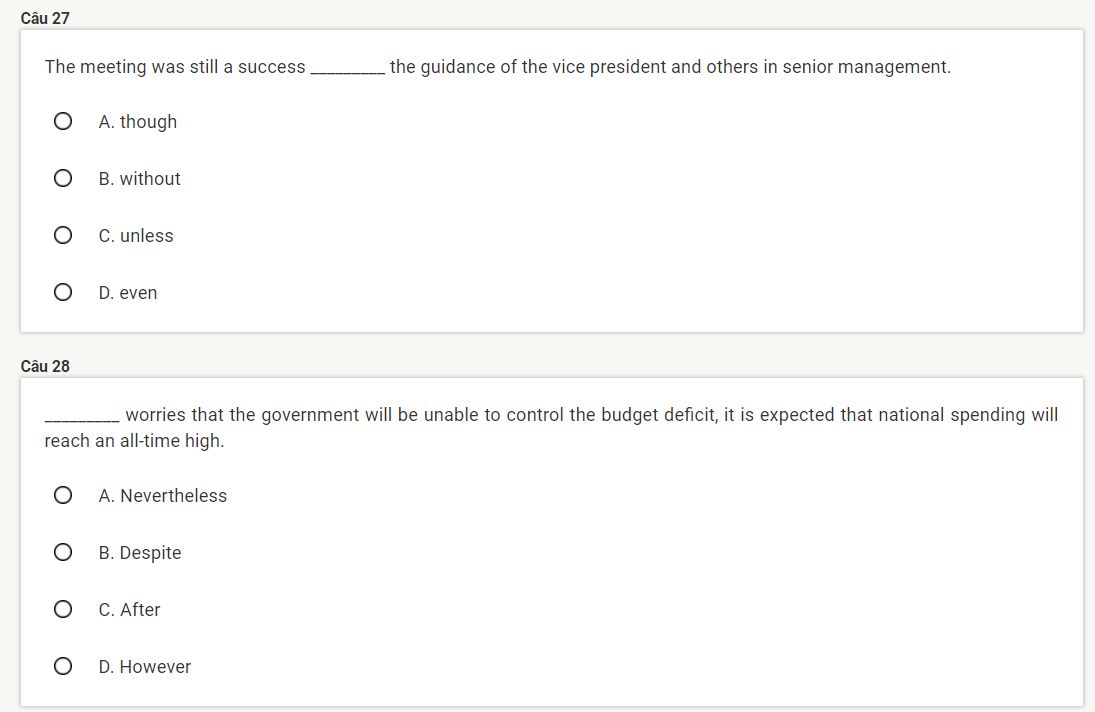 Câu 27
The meeting was still a success _________ the guidance of the vice president and others in senior management.
A. though
B. without
C. unless
D. even
Câu 28
_________ worries that the government will be unable to control the budget deficit, it is expected that national spending will
reach an all-time high.
A. Nevertheless
B. Despite
C. After
D. However